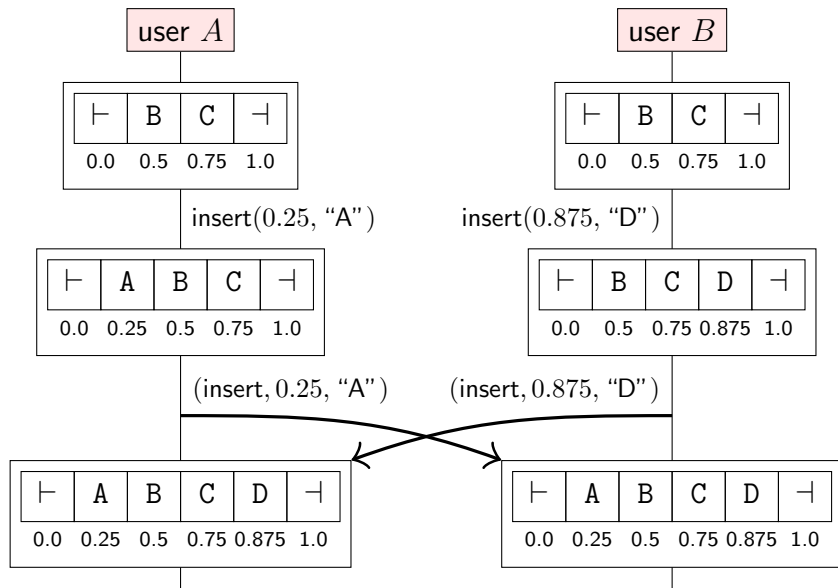 user A user B
⊢ B C ⊣ ⊢ B C ⊣
0.0 0.5 0.75 1.0 0.0 0.5 0.75 1.0
insert(0.25, “A”) insert(0.875, “D”)
⊢ A B C ⊣ ⊢ B C D ⊣
0.0 0.25 0.5 0.75 1.0 0.0 0.5 0.75 0.875 1.0
(insert, 0.25, “A”) (insert, 0.875, “D”)
⊢ A B C D ⊣ ⊢ A B C D ⊣
0.0 0.25 0.5 0.75 0.875 1.0 0.0 0.25 0.5 0.75 0.875 1.0